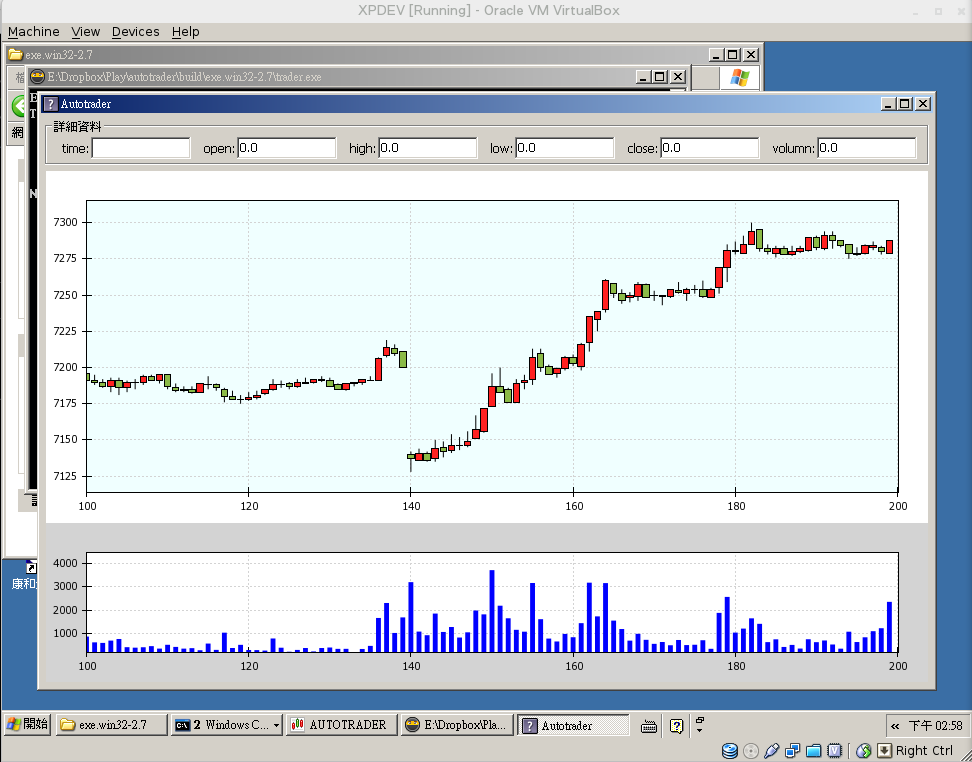 XPDEV [Running] - Oracle VM VirtualBox
Machine View Devices Help
exe.win32-2.7
E:\Dropbox\Play\autotrader\build\exe.win32-2.7\trader.exe
Autotrader
詳細資料
time: open: 0.0 high: 0.0 low: 0.0 close: 0.0 volumn: 0.0
7300
7275
7250
7225
7200
7175
7150
7125
100 120 140 160 180 200
4000
3000
2000
1000
100 120 140 160 180 200
康和
開始 exe.win32-2.7 2 Windows C... AUTOTRADER E:\Dropbox\Pla... Autotrader « 下午 02:58
Right Ctrl